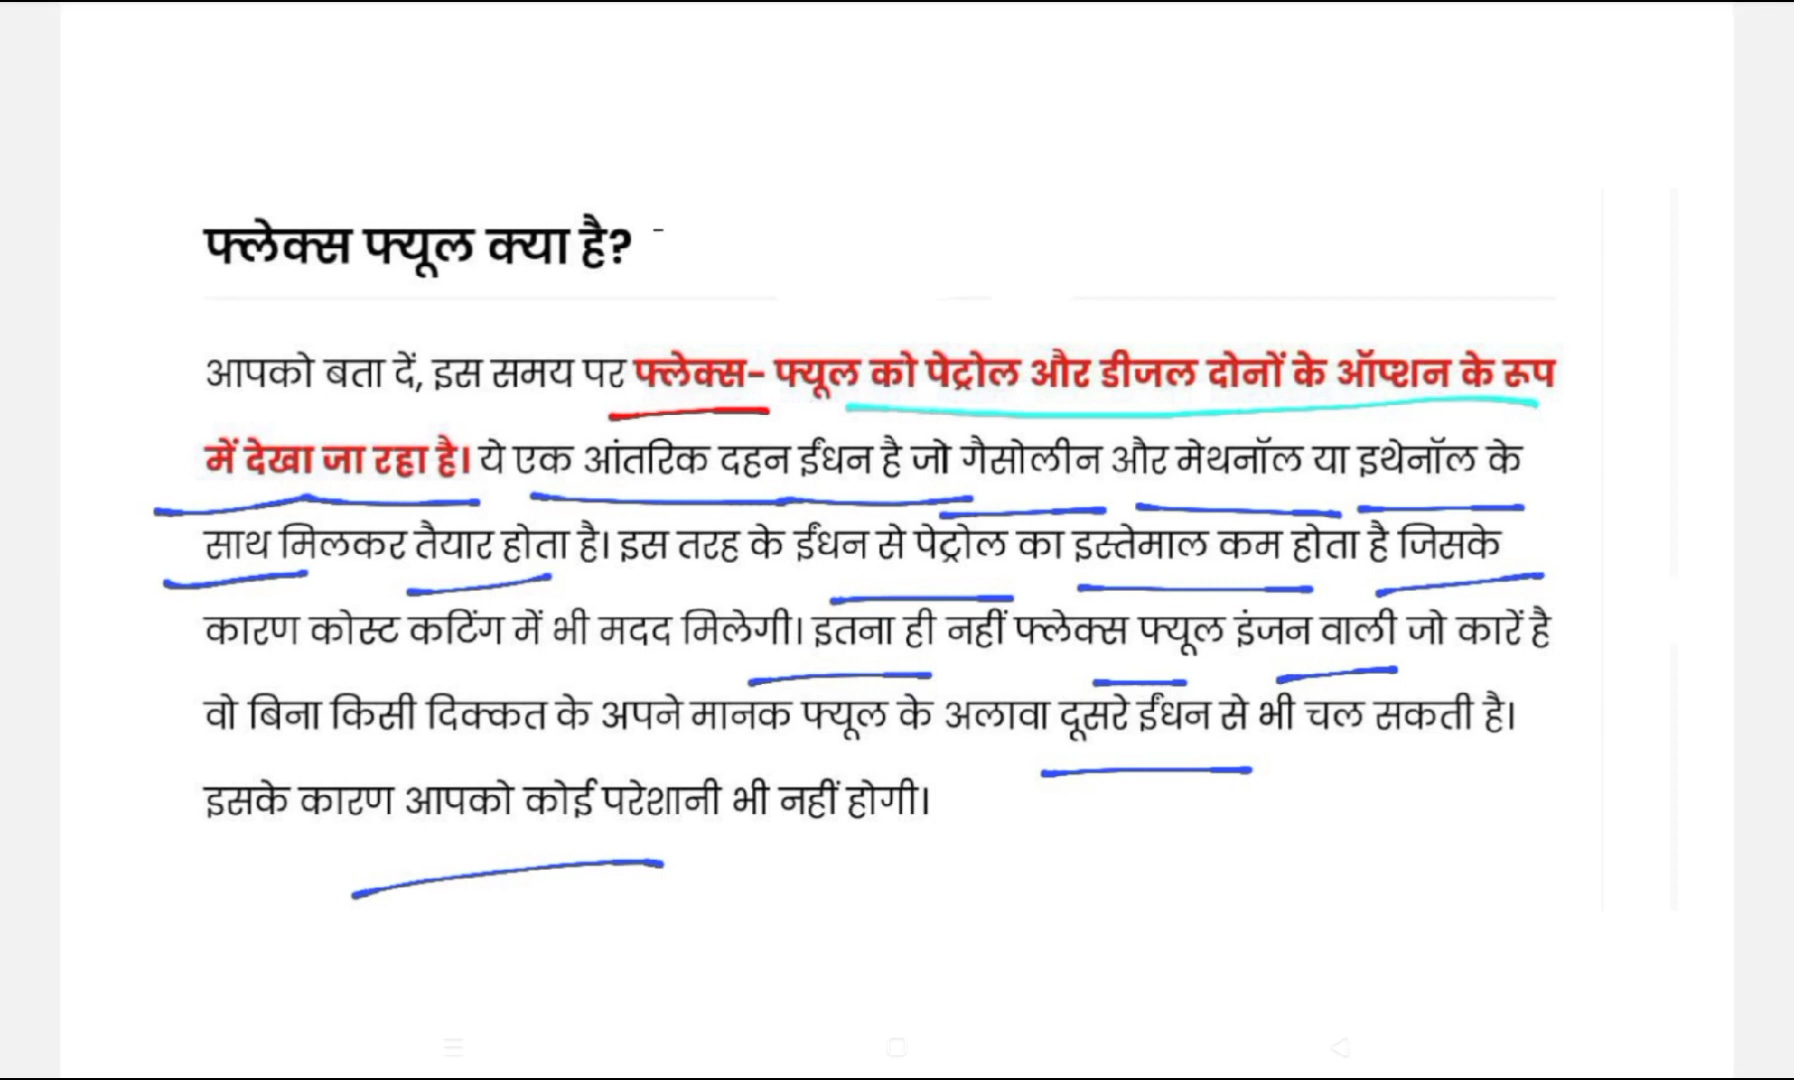 फ्लेक्स फ्यूल क्या है? -
आपको बता दें, इस समय पर फ्लेक्स- फ्यूल को पेट्रोल और डीजल दोनों के ऑप्शन के रूप
में देखा जा रहा है। ये एक आंतरिक दहन ईंधन है जो गैसोलीन और मेथनॉल या इथेनॉल के
साथ मिलकर तैयार होता है। इस तरह के ईंधन से पेट्रोल का इस्तेमाल कम होता है जिसके
कारण कोस्ट कटिंग में भी मदद मिलेगी। इतना ही नहीं फ्लेक्स फ्यूल इंजन वाली जो कारें है
वो बिना किसी दिक्कत के अपने मानक फ्यूल के अलावा दूसरे ईंधन से भी चल सकती है।
इसके कारण आपको कोई परेशानी भी नहीं होगी।